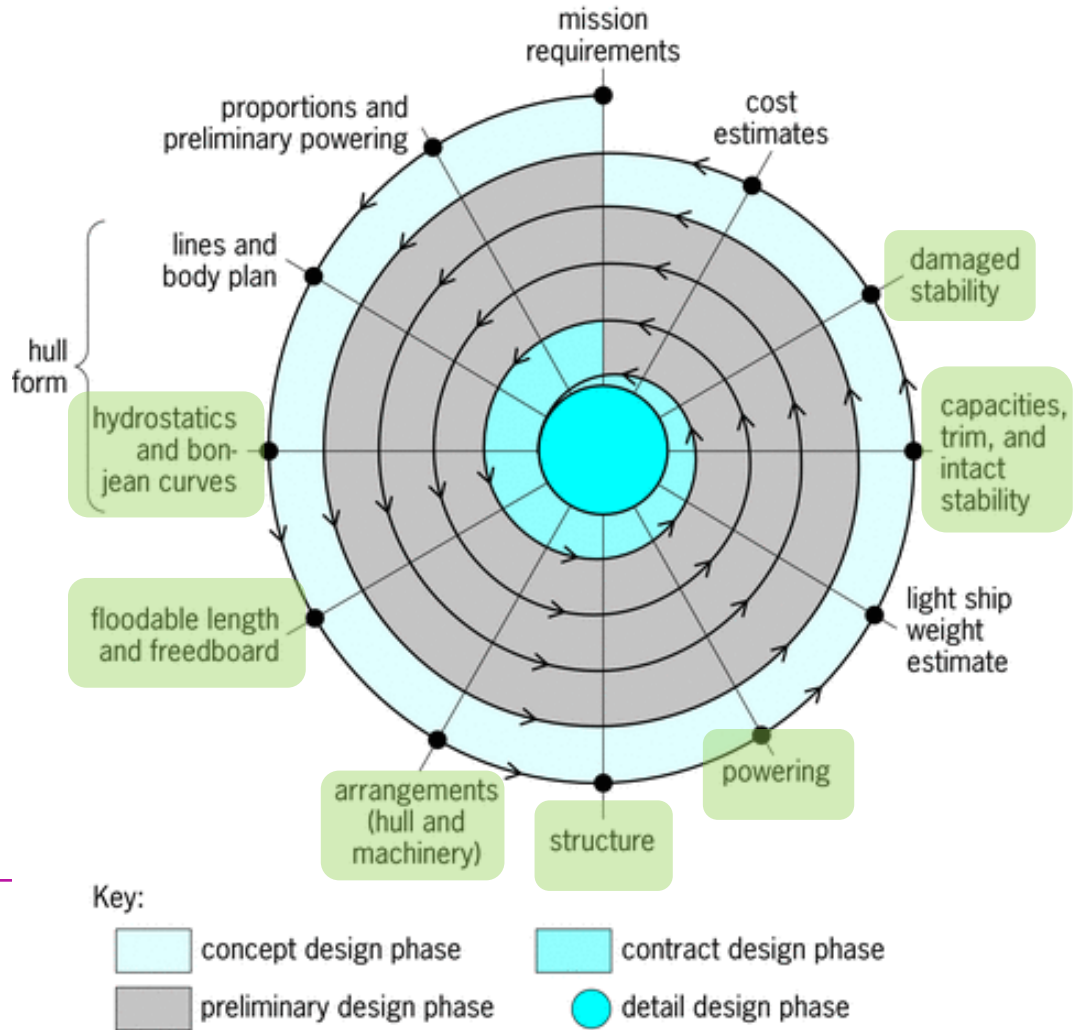 mission
requirements
cost
estimates
proportions and
preliminary powering
lines and
body plan
damaged
stability
hull
form
hydrostatics
and bon-
jean curves
capacities,
trim, and
intact
stability
floodable length
and freedboard
light ship
weight
estimate
arrangements
(hull and
machinery)
structure
powering
Key:
concept design phase
contract design phase
preliminary design phase
detail design phase